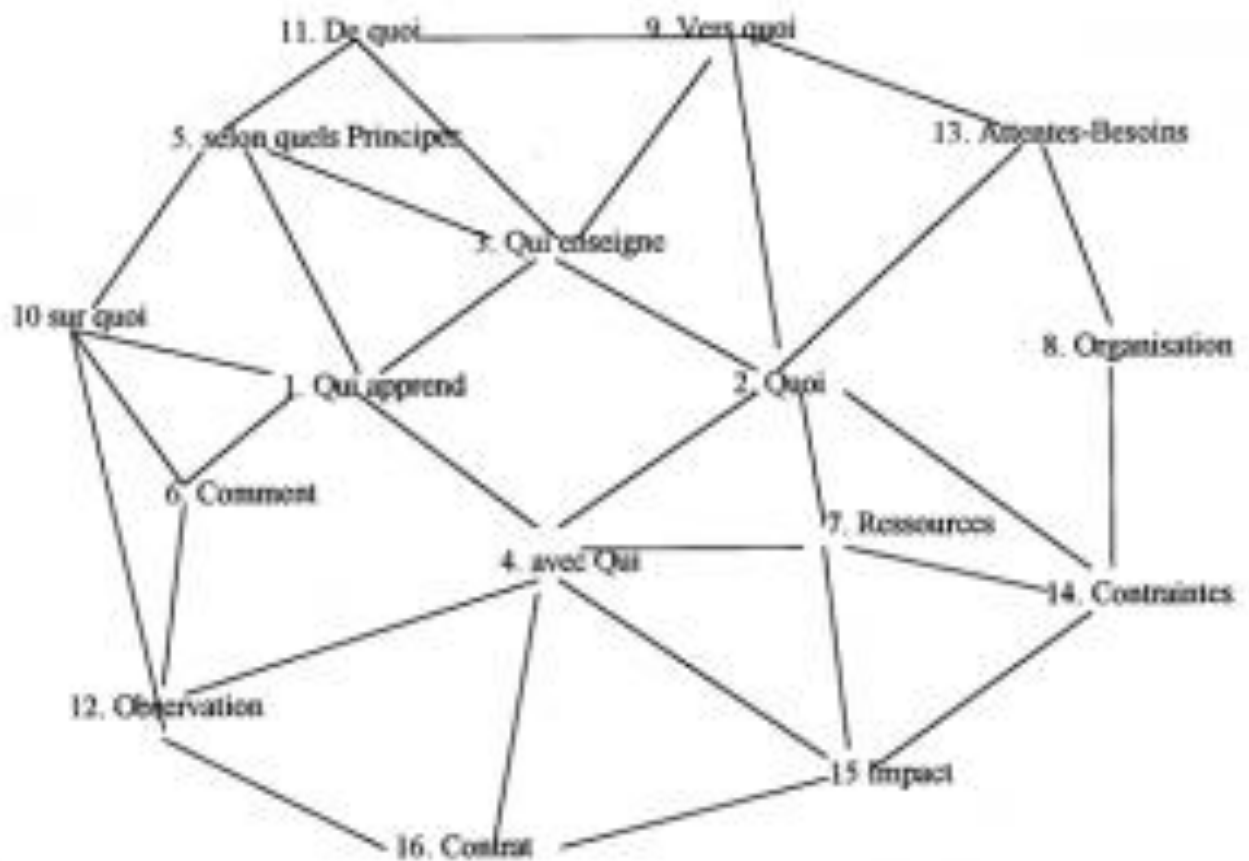 11. De quoi
9. Vers quoi
5. selon quels Principes
13. Attentes-Besoins
3. Qui enseigne
10 sur quoi
8. Organisation
1. Qui apprend
2. Quoi
6. Comment
7. Ressources
4. avec Qui
14. Contraintes
12. Observation
15 Impact
16. Contrat